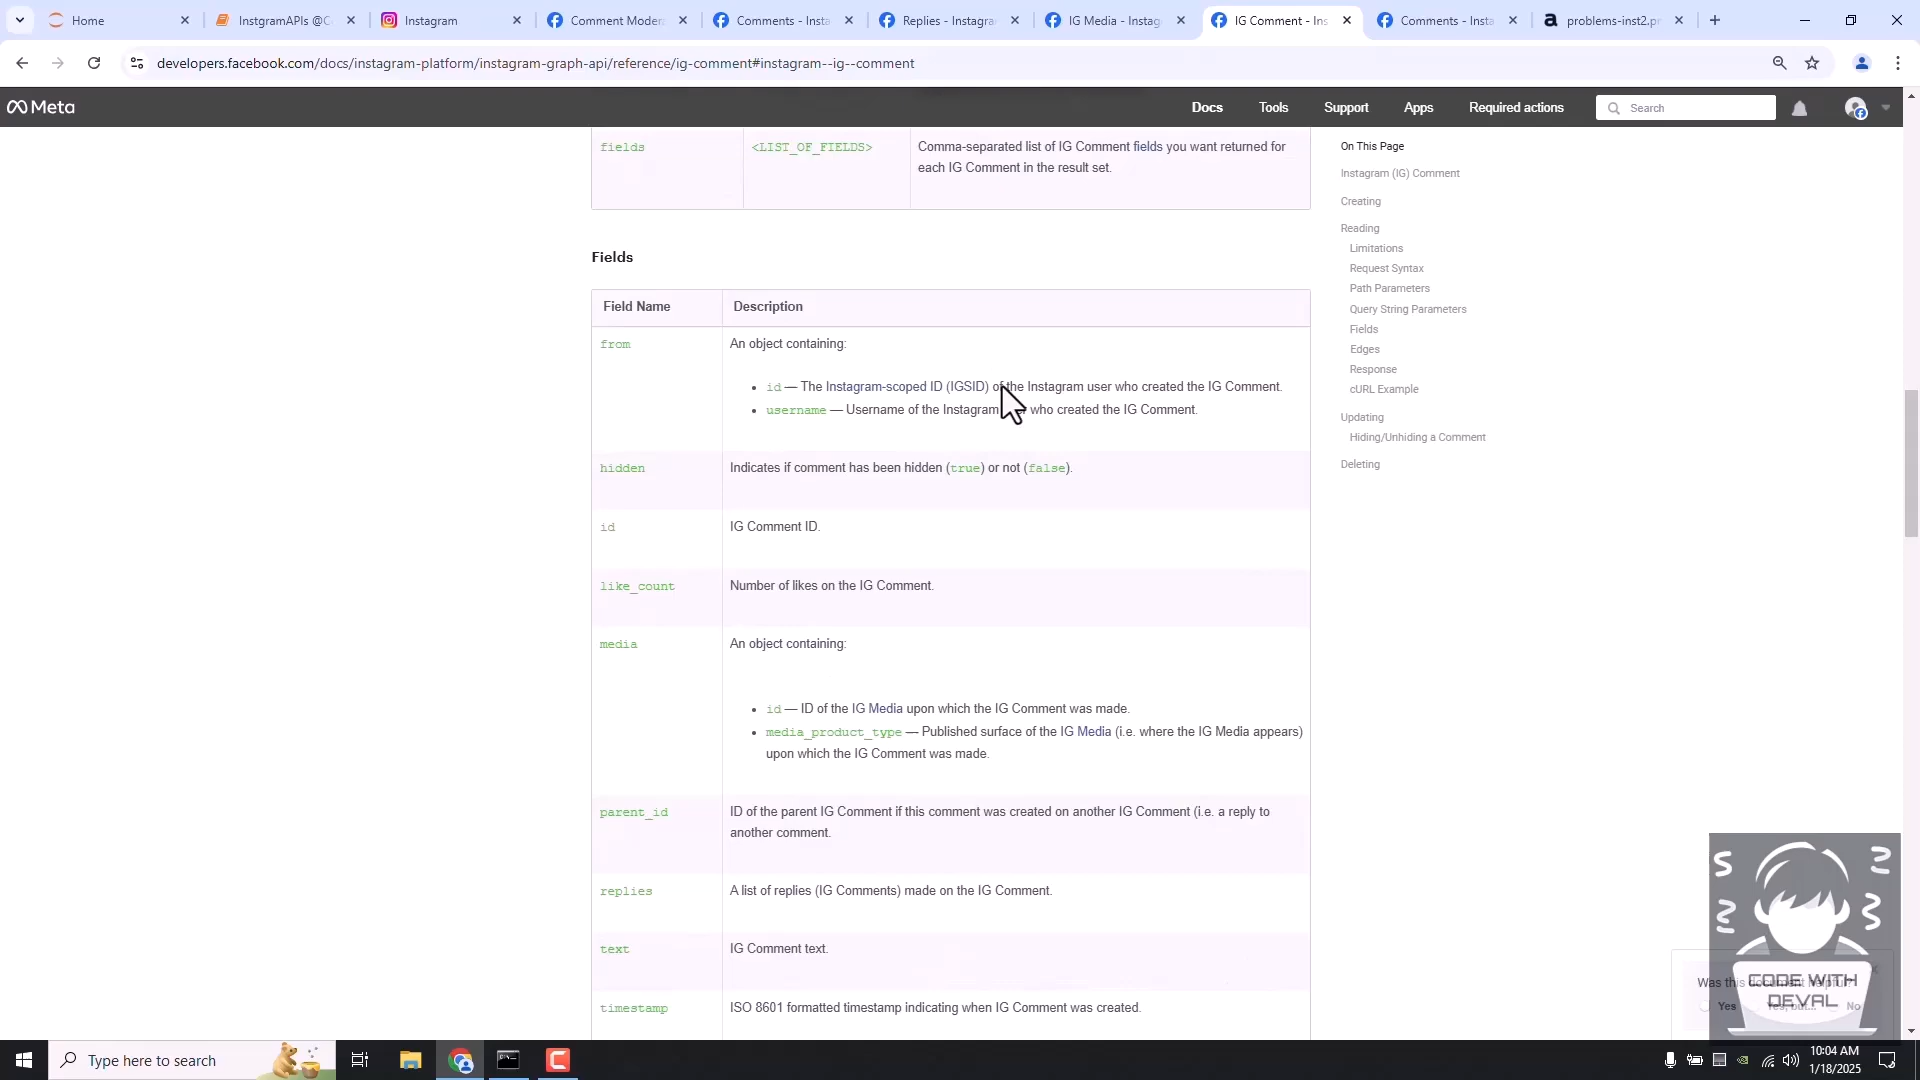 Home
InstgramAPIs @C
Instagram
Comment Moder
Comments - Insta
Replies - Instagra
IG Media - Instag
IG Comment - Ins
Comments - Insta
problems-inst2.pr
developers.facebook.com/docs/instagram-platform/instagram-graph-api/reference/ig-comment#instagram--ig--comment
Meta
Docs
Tools
Support
Apps
Required actions
Search
fields
<LIST_OF_FIELDS>
Comma-separated list of IG Comment fields you want returned for
each IG Comment in the result set.
Fields
Field Name
Description
from
An object containing:
id — The Instagram-scoped ID (IGSID) of the Instagram user who created the IG Comment.
username — Username of the Instagram who created the IG Comment.
hidden
Indicates if comment has been hidden (true) or not (false).
id
IG Comment ID.
like_count
Number of likes on the IG Comment.
media
An object containing:
id — ID of the IG Media upon which the IG Comment was made.
media_product_type — Published surface of the IG Media (i.e. where the IG Media appears)
upon which the IG Comment was made.
parent_id
ID of the parent IG Comment if this comment was created on another IG Comment (i.e. a reply to
another comment.
replies
A list of replies (IG Comments) made on the IG Comment.
text
IG Comment text.
timestamp
ISO 8601 formatted timestamp indicating when IG Comment was created.
On This Page
Instagram (IG) Comment
Creating
Reading
Limitations
Request Syntax
Path Parameters
Query String Parameters
Fields
Edges
Response
cURL Example
Updating
Hiding/Unhiding a Comment
Deleting
Was this document helpful?
Yes
Yes, but...
No
CODE WITH
DEVAL
Type here to search
10:04 AM
1/18/2025